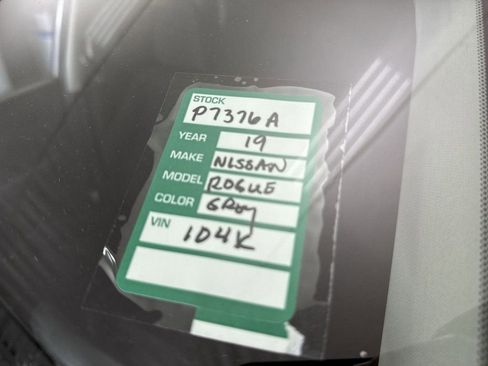 STOCK
P7376A
YEAR 19
MAKE NISSAN
MODEL ROGUE
COLOR GRAY
VIN 104K